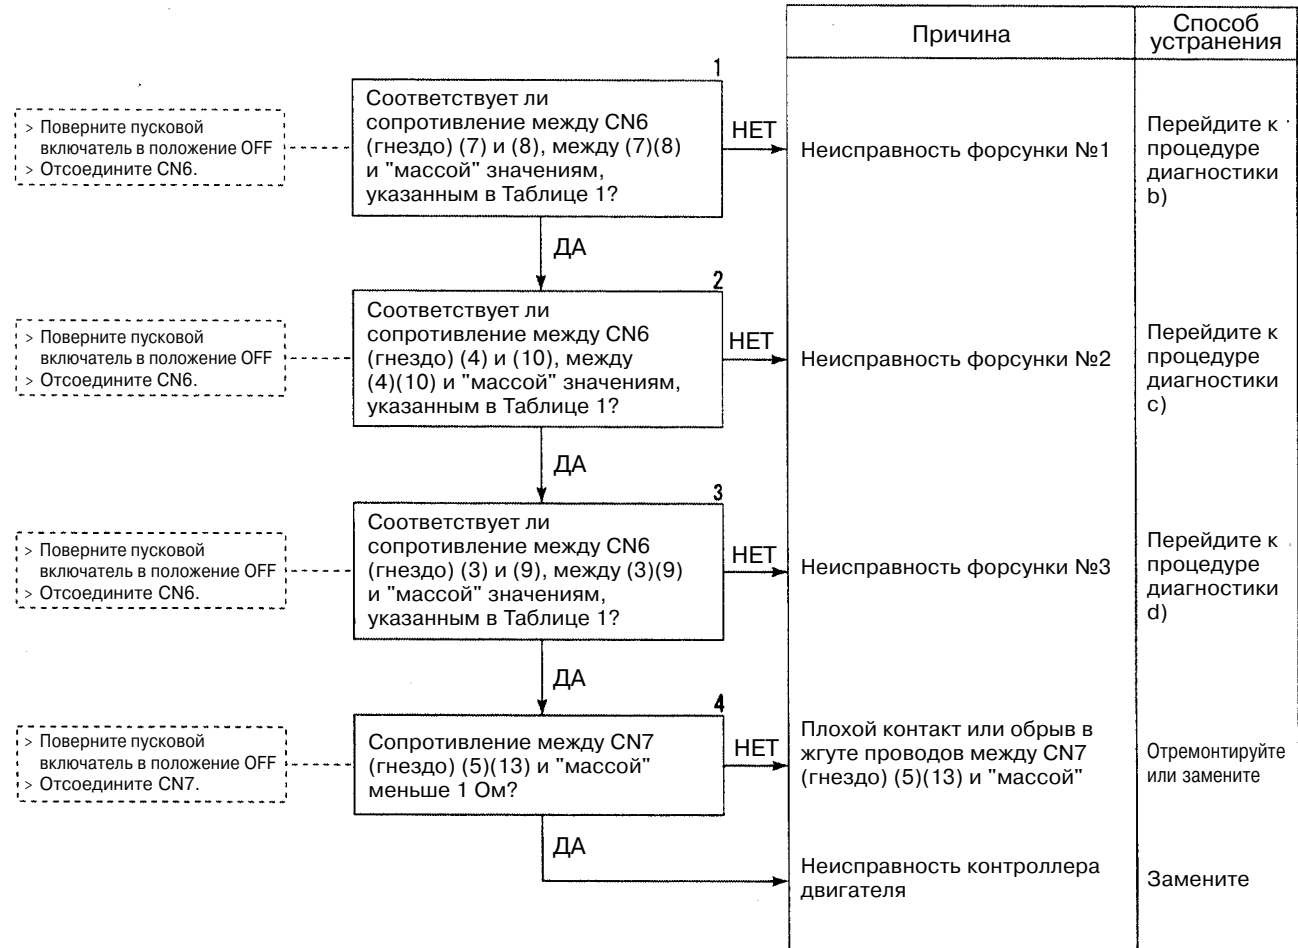 Причина
Способ
устранения
1
> Поверните пусковой
включатель в положение OFF
> Отсоедините CN6.
Соответствует ли
сопротивление между CN6
(гнездо) (7) и (8), между (7)(8)
и "массой" значениям,
указанным в Таблице 1?
НЕТ
Неисправность форсунки №1
Перейдите к
процедуре
диагностики
b)
ДА
2
> Поверните пусковой
включатель в положение OFF
> Отсоедините CN6.
Соответствует ли
сопротивление между CN6
(гнездо) (4) и (10), между
(4)(10) и "массой" значениям,
указанным в Таблице 1?
НЕТ
Неисправность форсунки №2
Перейдите к
процедуре
диагностики
c)
ДА
3
> Поверните пусковой
включатель в положение OFF
> Отсоедините CN6.
Соответствует ли
сопротивление между CN6
(гнездо) (3) и (9), между (3)(9)
и "массой" значениям,
указанным в Таблице 1?
НЕТ
Неисправность форсунки №3
Перейдите к
процедуре
диагностики
d)
ДА
4
> Поверните пусковой
включатель в положение OFF
> Отсоедините CN7.
Сопротивление между CN7
(гнездо) (5)(13) и "массой"
меньше 1 Ом?
НЕТ
Плохой контакт или обрыв в
жгуте проводов между CN7
(гнездо) (5)(13) и "массой"
Отремонтируйте
или замените
ДА
Неисправность контроллера
двигателя
Замените